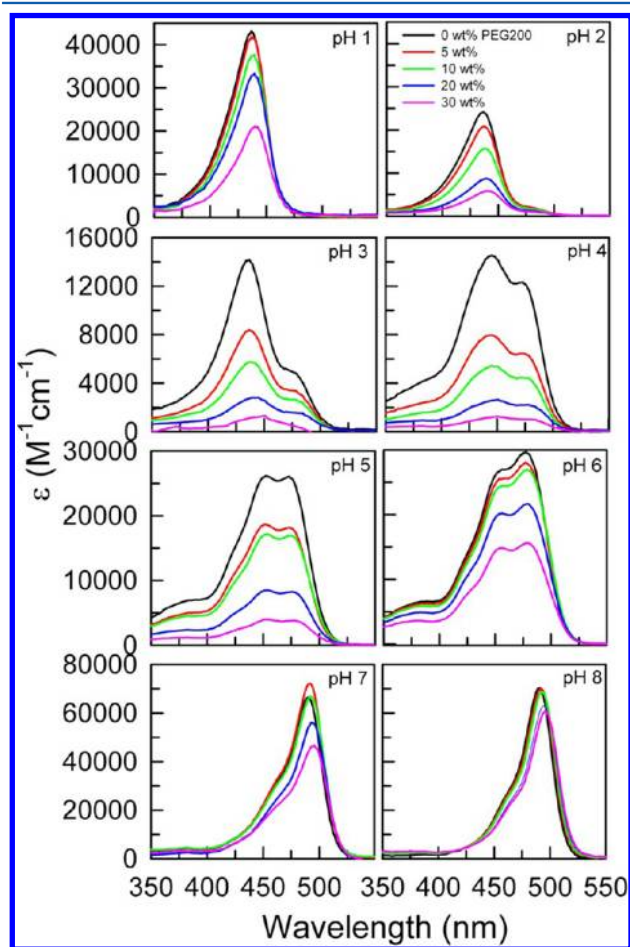 pH 1
pH 2
0 wt% PEG200
5 wt%
10 wt%
20 wt%
30 wt%
40000
30000
20000
10000
0
pH 3
pH 4
16000
12000
8000
4000
0
pH 5
pH 6
30000
20000
10000
0
pH 7
pH 8
80000
60000
40000
20000
0
350 400 450 500 350 400 450 500 550
ε (M⁻¹cm⁻¹)
Wavelength (nm)